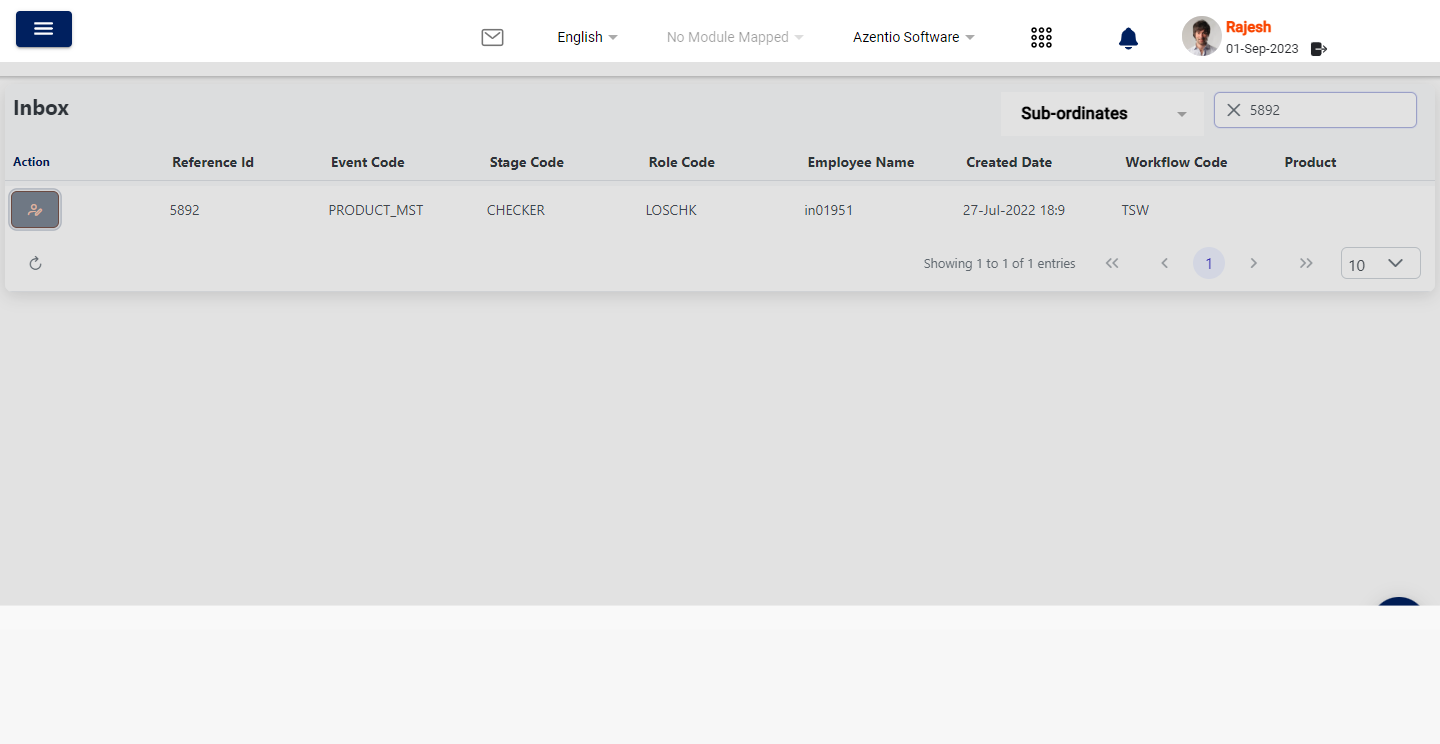 English
No Module Mapped
Azentio Software
Rajesh
01-Sep-2023
Inbox
Sub-ordinates
5892
Action Reference Id Event Code Stage Code Role Code Employee Name Created Date Workflow Code Product
5892 PRODUCT_MST CHECKER LOSCHK in01951 27-Jul-2022 18:9 TSW
Showing 1 to 1 of 1 entries 1 10